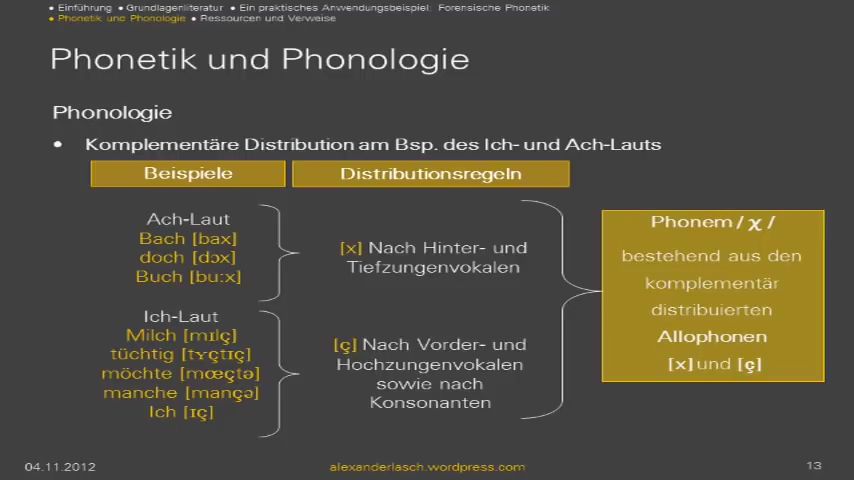 • Einführung • Grundlagenliteratur • Ein praktisches Anwendungsbeispiel: Forensische Phonetik
• Phonetik und Phonologie • Ressourcen und Verweise
Phonetik und Phonologie
Phonologie
• Komplementäre Distribution am Bsp. des Ich- und Ach-Lauts
Beispiele
Distributionsregeln
Ach-Laut
Bach [bax]
doch [dɔx]
Buch [buːx]
[x] Nach Hinter- und
Tiefzungenvokalen
Ich-Laut
Milch [mɪlç]
tüchtig [tʏçtɪç]
möchte [mœçtə]
manche [mançə]
Ich [ɪç]
[ç] Nach Vorder- und
Hochzungenvokalen
sowie nach
Konsonanten
Phonem / χ /
bestehend aus den
komplementär
distribuierten
Allophonen
[x] und [ç]
04.11.2012
alexanderlasch.wordpress.com
13